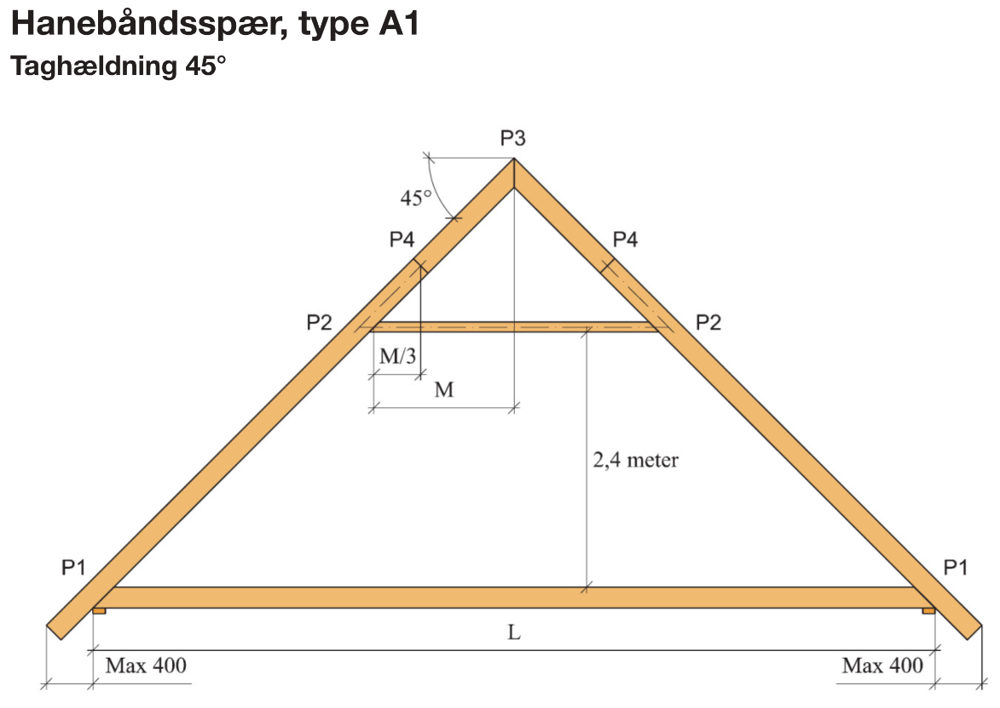 Hanebåndsspær, type A1
Taghældning 45°
P3
45°
P4
P4
P2
P2
M/3
M
2,4 meter
P1
P1
L
Max 400
Max 400